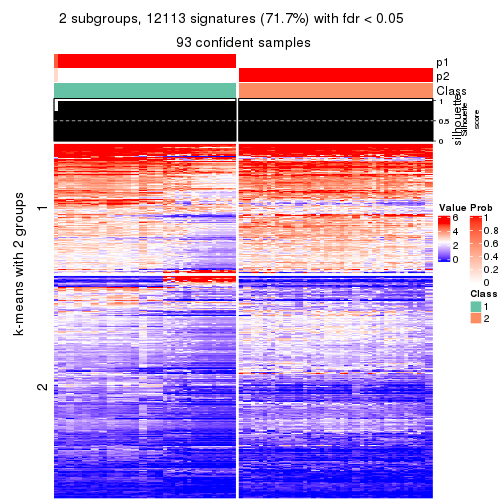 2 subgroups, 12113 signatures (71.7%) with fdr < 0.05
93 confident samples
p1
p2
Class
silhouette
Silhouette
score
1
0.5
0
k-means with 2 groups
1
2
Value
6
4
2
0
Prob
1
0.8
0.6
0.4
0.2
0
Class
1
2